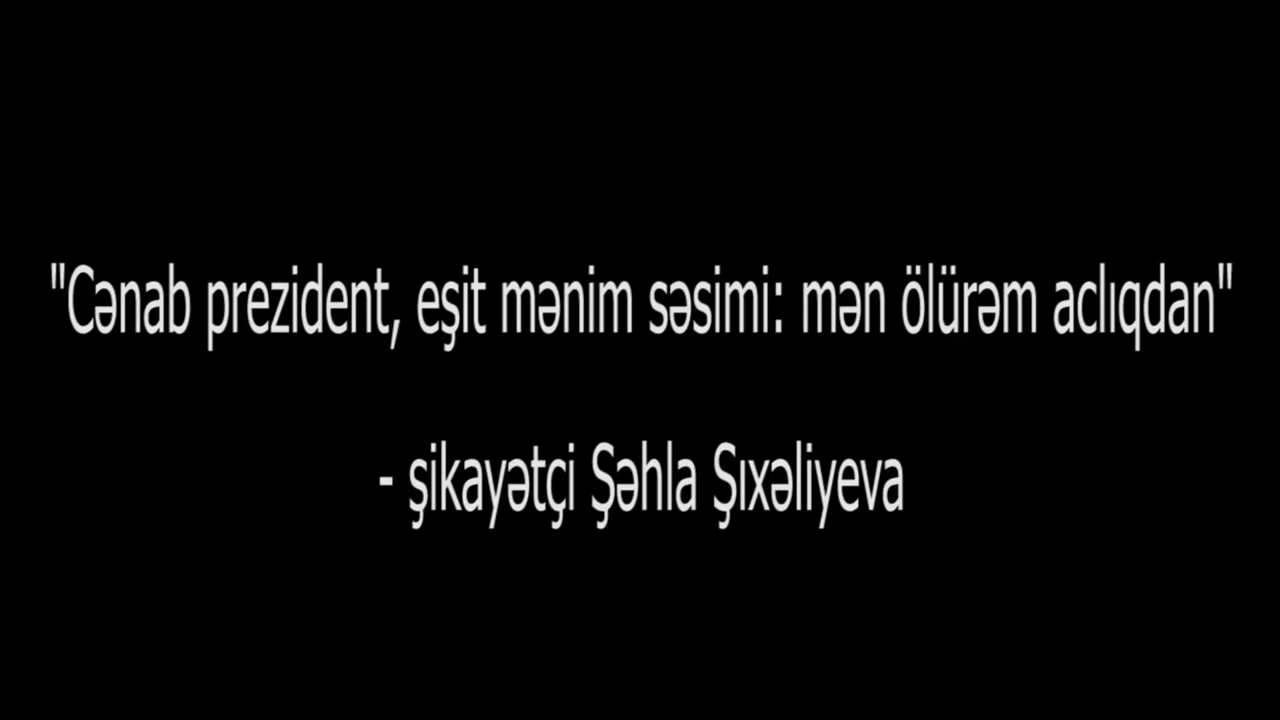 "Cənab prezident, eşit mənim səsimi: mən ölürəm aclıqdan"
- şikayətçi Şəhla Şıxəliyeva